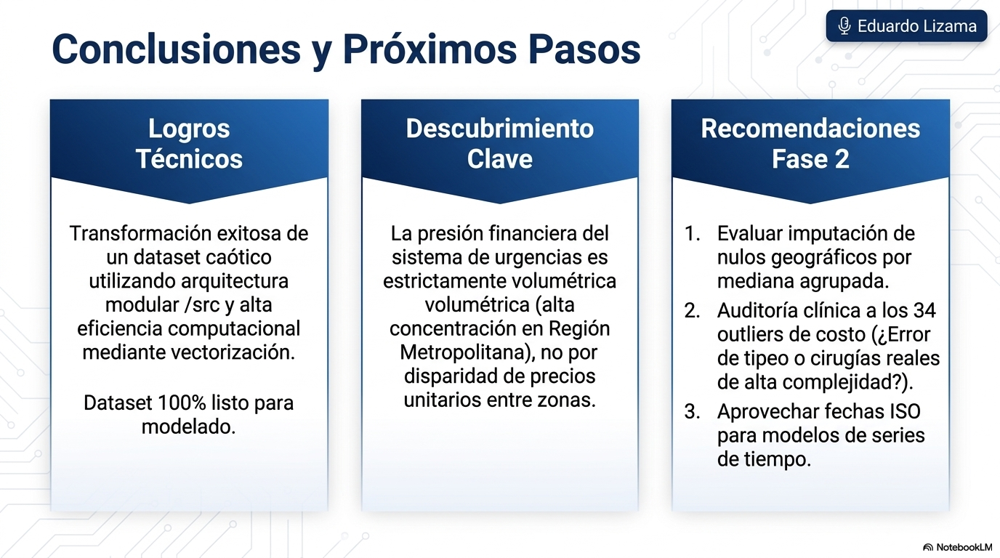 Eduardo Lizama
Conclusiones y Próximos Pasos
Logros
Técnicos
Transformación exitosa de
un dataset caótico
utilizando arquitectura
modular /src y alta
eficiencia computacional
mediante vectorización.
Dataset 100% listo para
modelado.
Descubrimiento
Clave
La presión financiera del
sistema de urgencias es
estrictamente volumétrica
volumétrica (alta
concentración en Región
Metropolitana), no por
disparidad de precios
unitarios entre zonas.
Recomendaciones
Fase 2
1. Evaluar imputación de
nulos geográficos por
mediana agrupada.
2. Auditoría clínica a los 34
outliers de costo (¿Error
de tipeo o cirugías reales
de alta complejidad?).
3. Aprovechar fechas ISO
para modelos de series
de tiempo.
NotebookLM